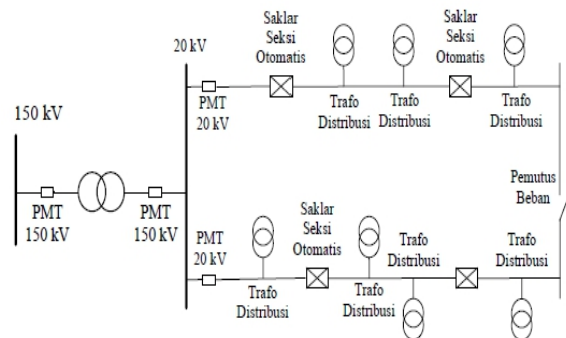 Saklar
Seksi
Otomatis
Saklar
Seksi
Otomatis
20 kV
PMT
20 kV
Trafo
Distribusi
Trafo
Distribusi
Trafo
Distribusi
150 kV
PMT
150 kV
PMT
150 kV
Pemutus
Beban
PMT
20 kV
Saklar
Seksi
Otomatis
Trafo
Distribusi
Trafo
Distribusi
Trafo
Distribusi
Trafo
Distribusi